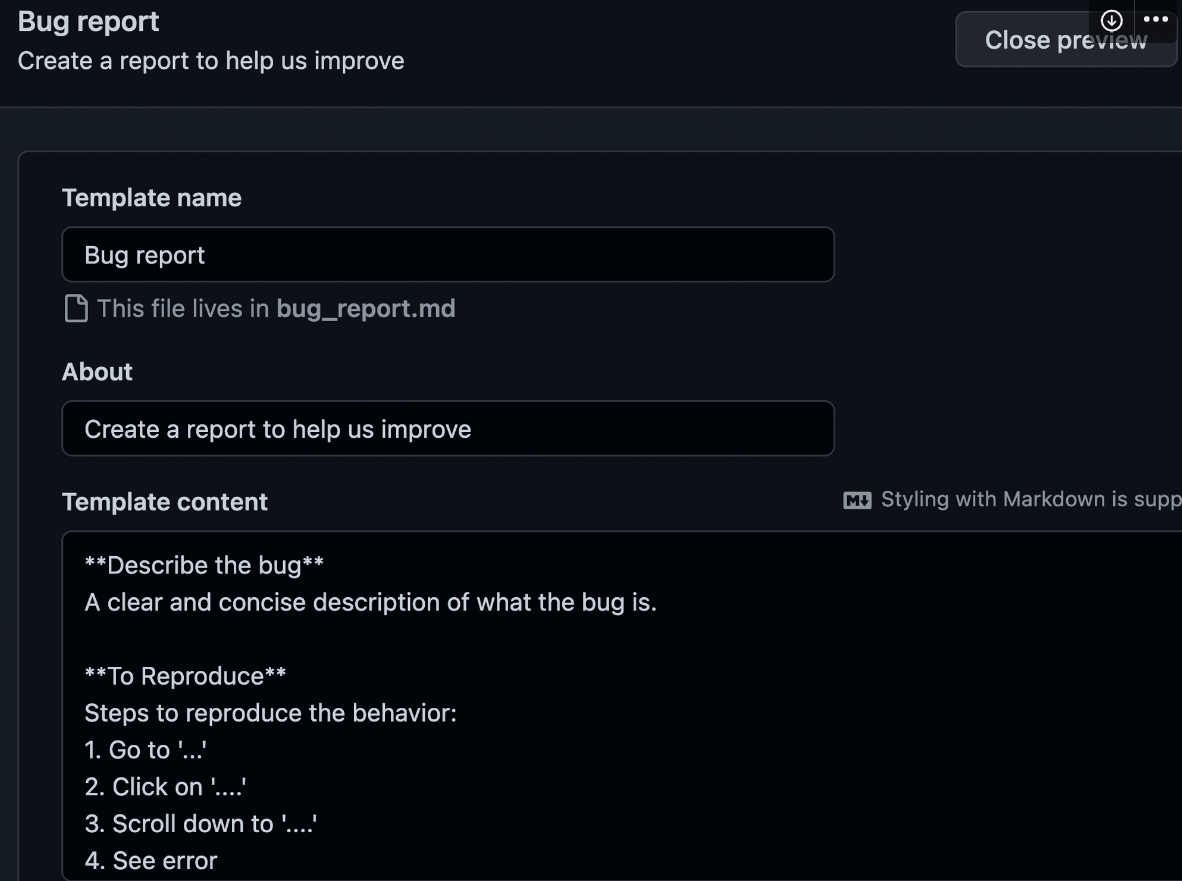 Bug report
Create a report to help us improve
Close preview
Template name
Bug report
This file lives in bug_report.md
About
Create a report to help us improve
Template content
M↓ Styling with Markdown is supp
**Describe the bug**
A clear and concise description of what the bug is.
**To Reproduce**
Steps to reproduce the behavior:
1. Go to '...'
2. Click on '....'
3. Scroll down to '....'
4. See error